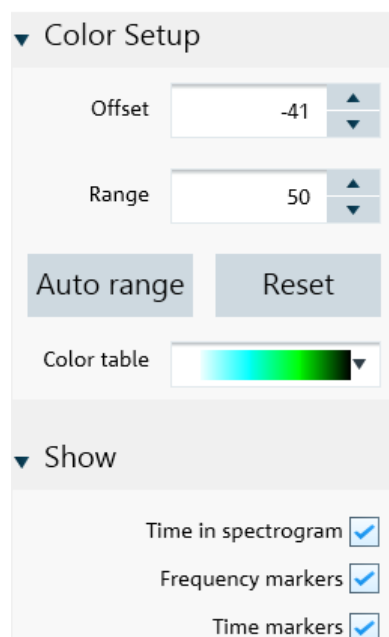 Color Setup
Offset -41
Range 50
Auto range Reset
Color table
Show
Time in spectrogram
Frequency markers
Time markers